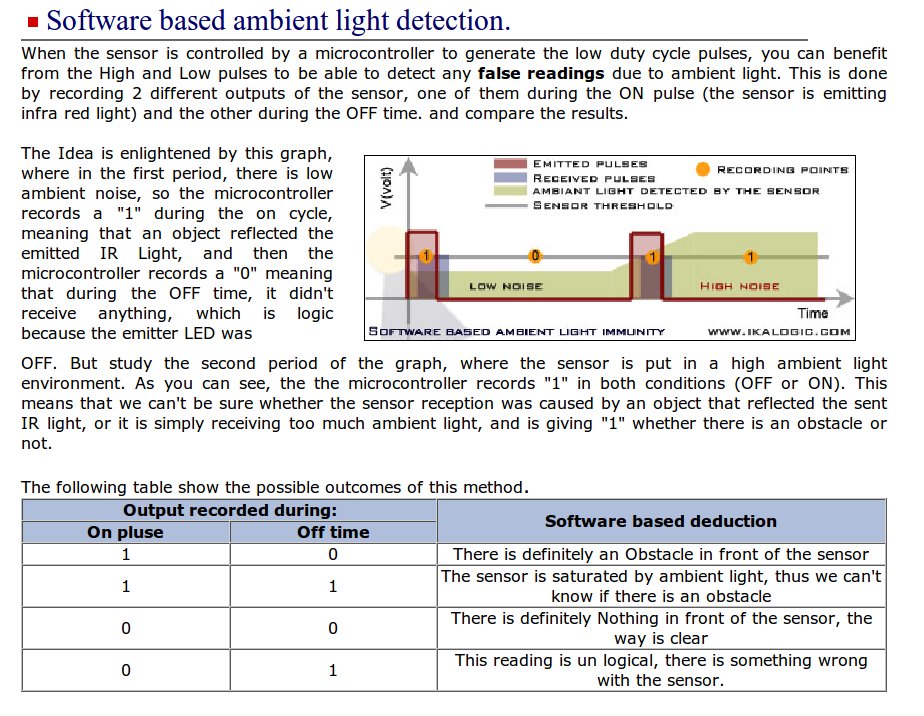 Software based ambient light detection.
When the sensor is controlled by a microcontroller to generate the low duty cycle pulses, you can benefit
from the High and Low pulses to be able to detect any false readings due to ambient light. This is done
by recording 2 different outputs of the sensor, one of them during the ON pulse (the sensor is emitting
infra red light) and the other during the OFF time. and compare the results.
The Idea is enlightened by this graph,
where in the first period, there is low
ambient noise, so the microcontroller
records a "1" during the on cycle,
meaning that an object reflected the
emitted IR Light, and then the
microcontroller records a "0" meaning
that during the OFF time, it didn't
receive anything, which is logic
because the emitter LED was
V(volt)
EMITTED PULSES
RECEIVED PULSES
AMBIANT LIGHT DETECTED BY THE SENSOR
SENSOR THRESHOLD
RECORDING POINTS
1
0
1
1
LOW NOISE
HIGH NOISE
Time
SOFTWARE BASED AMBIENT LIGHT IMMUNITY
WWW.IKALOGIC.COM
OFF. But study the second period of the graph, where the sensor is put in a high ambient light
environment. As you can see, the the microcontroller records "1" in both conditions (OFF or ON). This
means that we can't be sure whether the sensor reception was caused by an object that reflected the sent
IR light, or it is simply receiving too much ambient light, and is giving "1" whether there is an obstacle or
not.
The following table show the possible outcomes of this method.
Output recorded during:
Software based deduction
On pluse
Off time
1
0
There is definitely an Obstacle in front of the sensor
1
1
The sensor is saturated by ambient light, thus we can't
know if there is an obstacle
0
0
There is definitely Nothing in front of the sensor, the
way is clear
0
1
This reading is un logical, there is something wrong
with the sensor.